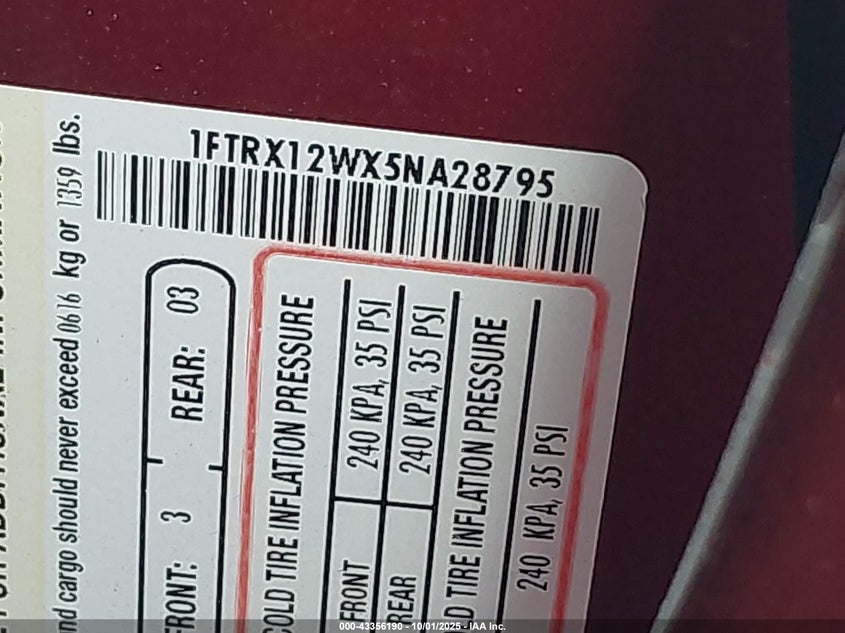 1FTRX12WX5NA28795
and cargo should never exceed 0616 kg or 1359 lbs.
FRONT: 3 REAR: 03
COLD TIRE INFLATION PRESSURE
FRONT 240 KPA, 35 PSI
REAR 240 KPA, 35 PSI
COLD TIRE INFLATION PRESSURE
240 KPA, 35 PSI
000-43356190 - 10/01/2025 - IAA Inc.